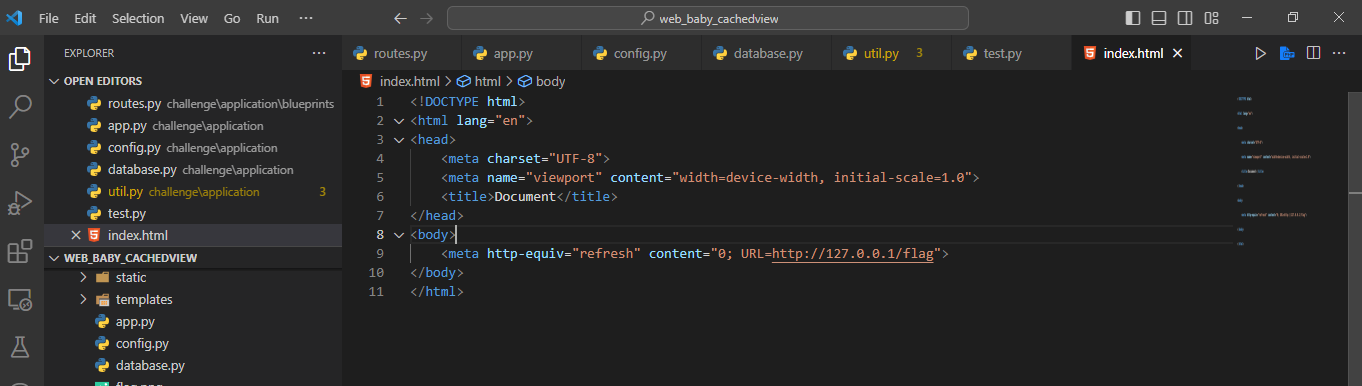 File Edit Selection View Go Run ··· web_baby_cachedview
EXPLORER ···
routes.py app.py config.py database.py util.py 3 test.py index.html
OPEN EDITORS
routes.py challenge\application\blueprints
app.py challenge\application
config.py challenge\application
database.py challenge\application
util.py challenge\application 3
test.py
index.html
WEB_BABY_CACHEDVIEW
static
templates
app.py
config.py
database.py
flag.png
index.html > html > body
1 <!DOCTYPE html>
2 <html lang="en">
3 <head>
4 <meta charset="UTF-8">
5 <meta name="viewport" content="width=device-width, initial-scale=1.0">
6 <title>Document</title>
7 </head>
8 <body>
9 <meta http-equiv="refresh" content="0; URL=http://127.0.0.1/flag">
10 </body>
11 </html>